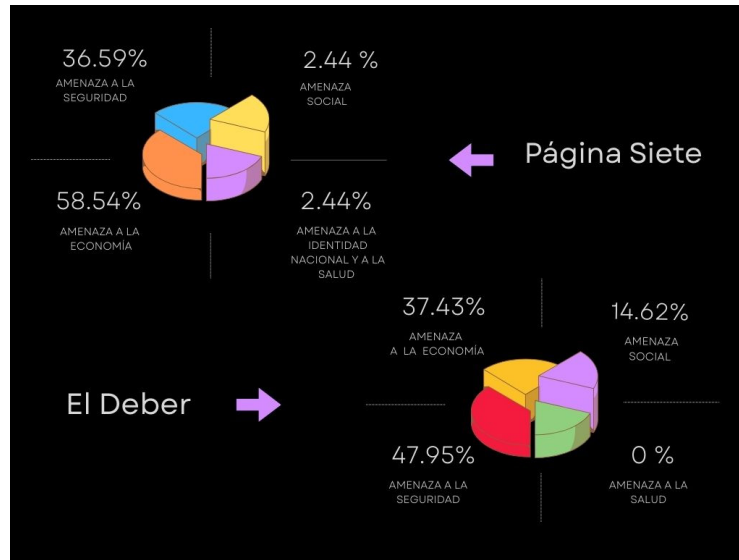 36.59%
AMENAZA A LA
SEGURIDAD
2.44 %
AMENAZA
SOCIAL
Página Siete
58.54%
AMENAZA A LA
ECONOMÍA
2.44%
AMENAZA A LA
IDENTIDAD
NACIONAL Y A LA
SALUD
37.43%
AMENAZA
A LA ECONOMÍA
14.62%
AMENAZA
SOCIAL
El Deber
47.95%
AMENAZA A LA
SEGURIDAD
0 %
AMENAZA A LA
SALUD